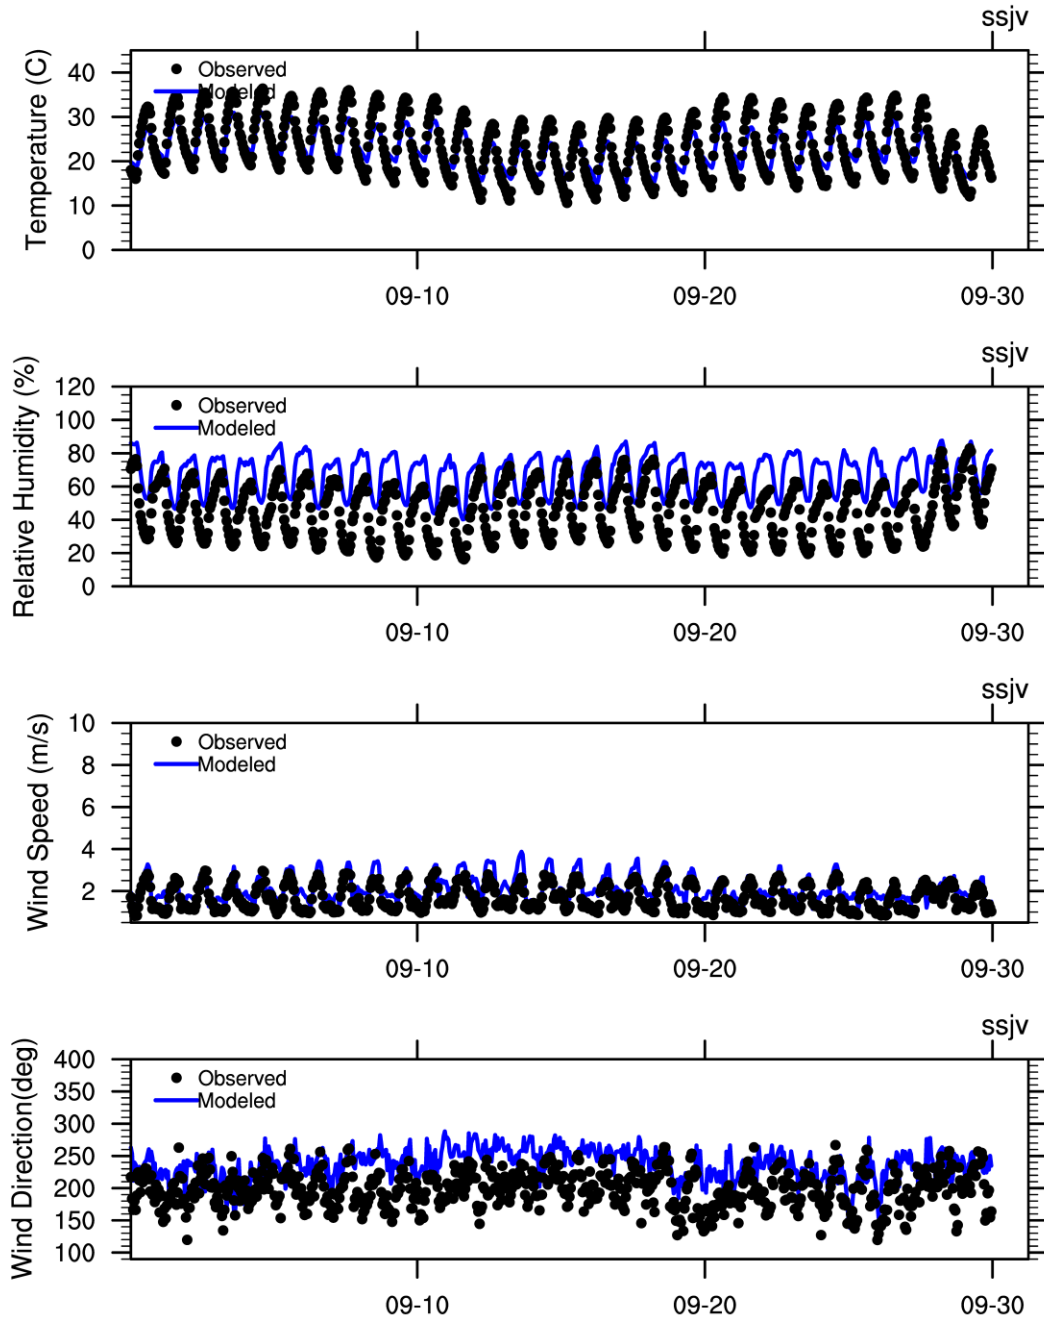 ssjv
Temperature (C)
40
30
20
10
0
Observed
Modeled
09-10
09-20
09-30
ssjv
Relative Humidity (%)
120
100
80
60
40
20
0
Observed
Modeled
09-10
09-20
09-30
ssjv
Wind Speed (m/s)
10
8
6
4
2
Observed
Modeled
09-10
09-20
09-30
ssjv
Wind Direction(deg)
400
350
300
250
200
150
100
Observed
Modeled
09-10
09-20
09-30